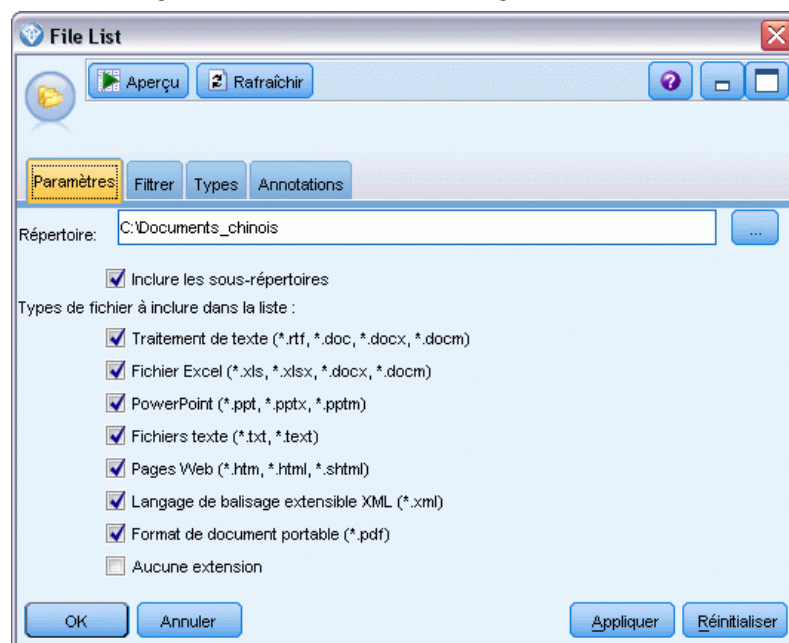 File List
Aperçu Rafraîchir
Paramètres Filtrer Types Annotations
Répertoire: C:\Documents_chinois ...
Inclure les sous-répertoires
Types de fichier à inclure dans la liste :
Traitement de texte (*.rtf, *.doc, *.docx, *.docm)
Fichier Excel (*.xls, *.xlsx, *.docx, *.docm)
PowerPoint (*.ppt, *.pptx, *.pptm)
Fichiers texte (*.txt, *.text)
Pages Web (*.htm, *.html, *.shtml)
Langage de balisage extensible XML (*.xml)
Format de document portable (*.pdf)
Aucune extension
OK Annuler Appliquer Réinitialiser